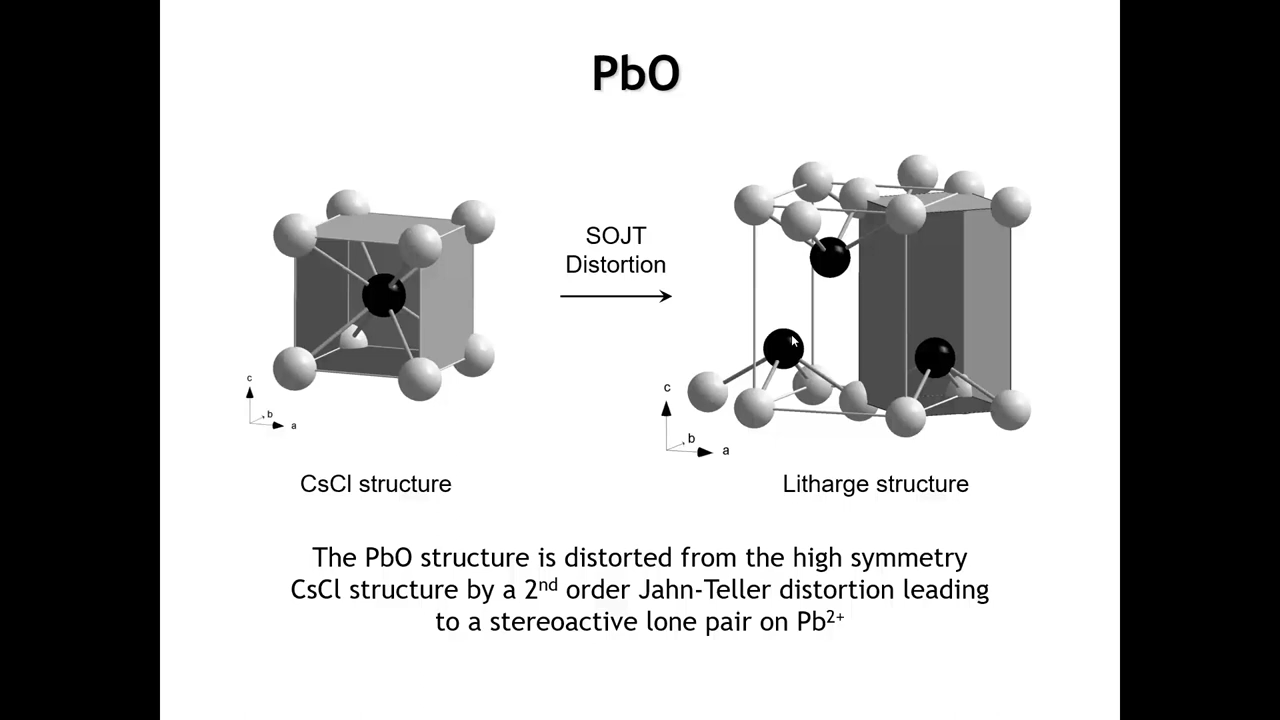 PbO
SOJT
Distortion
c
b
a
c
b
a
CsCl structure
Litharge structure
The PbO structure is distorted from the high symmetry
CsCl structure by a 2nd order Jahn-Teller distortion leading
to a stereoactive lone pair on Pb2+